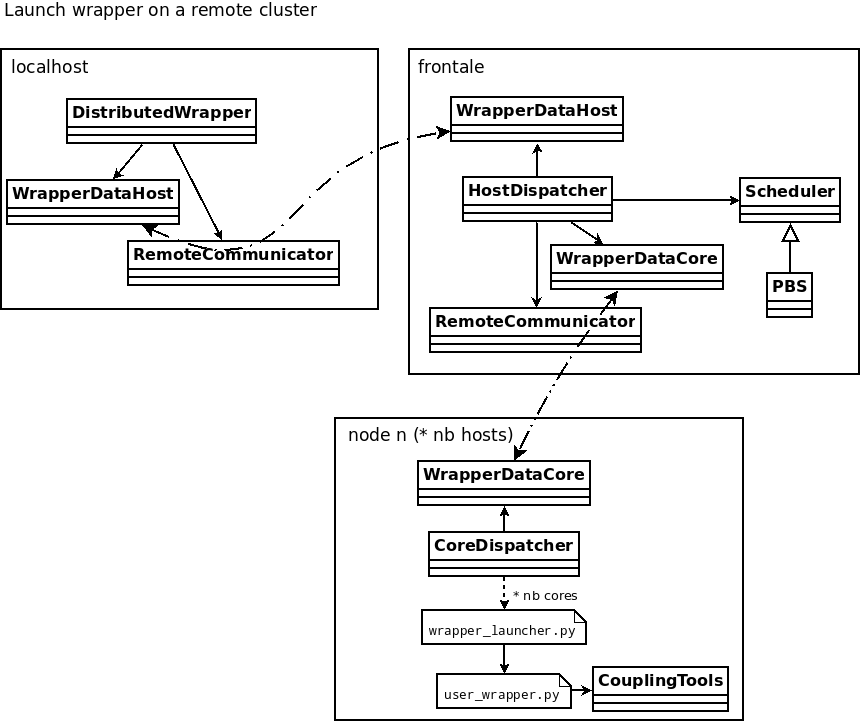 Launch wrapper on a remote cluster
localhost
DistributedWrapper
WrapperDataHost
RemoteCommunicator
frontale
WrapperDataHost
HostDispatcher
Scheduler
WrapperDataCore
PBS
RemoteCommunicator
node n (* nb hosts)
WrapperDataCore
CoreDispatcher
* nb cores
wrapper_launcher.py
user_wrapper.py
CouplingTools